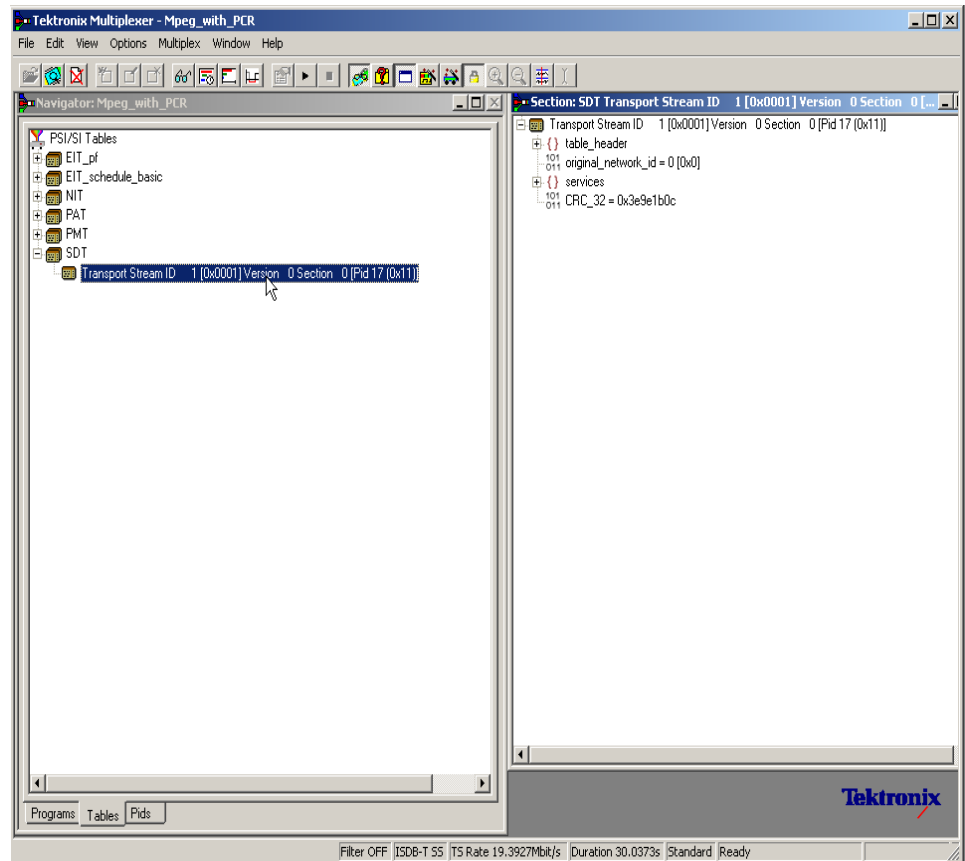 Tektronix Multiplexer - Mpeg_with_PCR
File Edit View Options Multiplex Window Help
Navigator: Mpeg_with_PCR
PSI/SI Tables
EIT_pf
EIT_schedule_basic
NIT
PAT
PMT
SDT
Transport Stream ID 1 [0x0001] Version 0 Section 0 [Pid 17 (0x11)]
Programs Tables Pids
Section: SDT Transport Stream ID 1 [0x0001] Version 0 Section 0 [...
Transport Stream ID 1 [0x0001] Version 0 Section 0 [Pid 17 (0x11)]
{} table_header
101 011 original_network_id = 0 [0x0]
{} services
101 011 CRC_32 = 0x3e9e1b0c
Tektronix
Filter OFF ISDB-T SS TS Rate 19.3927Mbit/s Duration 30.0373s Standard Ready